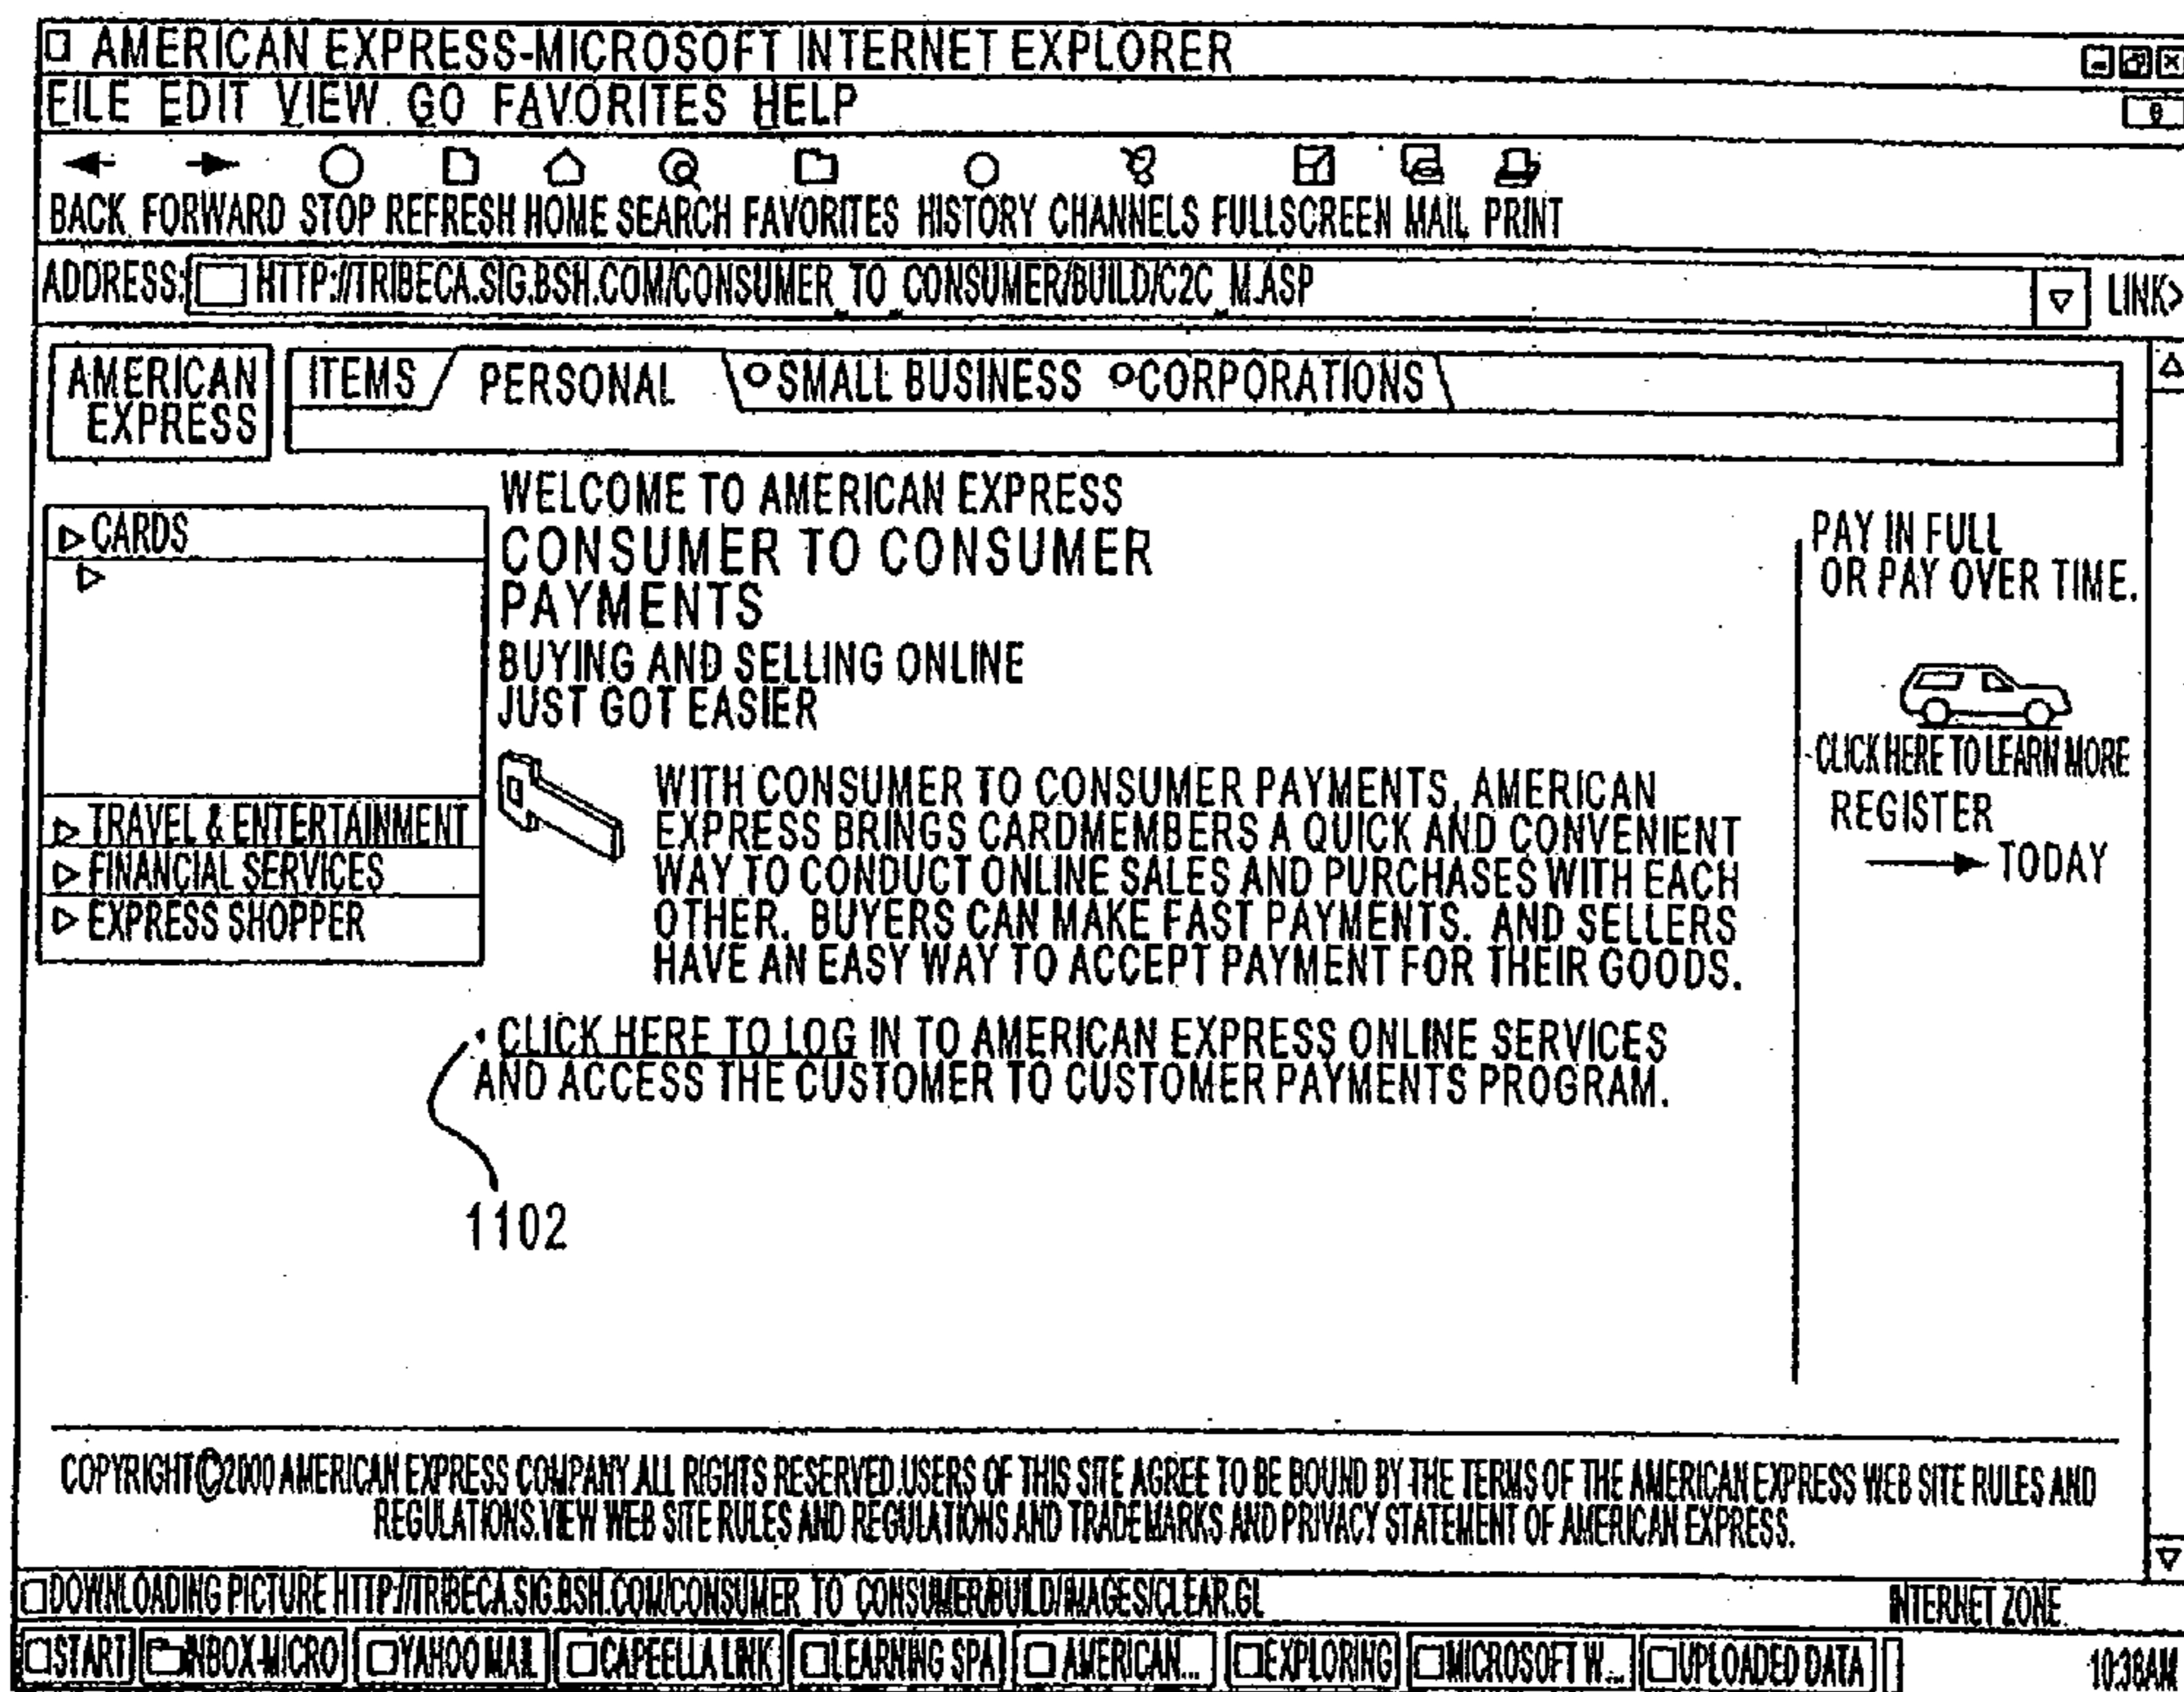 AMERICAN EXPRESS-MICROSOFT INTERNET EXPLORER
FILE EDIT VIEW GO FAVORITES HELP
BACK FORWARD STOP REFRESH HOME SEARCH FAVORITES HISTORY CHANNELS FULLSCREEN MAIL PRINT
ADDRESS: HTTP://TRIBECA.SIG.BSH.COM/CONSUMER_TO_CONSUMER/BUILD/C2C_M.ASP LINK>
AMERICAN
EXPRESS
ITEMS PERSONAL SMALL BUSINESS CORPORATIONS
CARDS
TRAVEL & ENTERTAINMENT
FINANCIAL SERVICES
EXPRESS SHOPPER
WELCOME TO AMERICAN EXPRESS
CONSUMER TO CONSUMER
PAYMENTS
BUYING AND SELLING ONLINE
JUST GOT EASIER
WITH CONSUMER TO CONSUMER PAYMENTS, AMERICAN
EXPRESS BRINGS CARDMEMBERS A QUICK AND CONVENIENT
WAY TO CONDUCT ONLINE SALES AND PURCHASES WITH EACH
OTHER. BUYERS CAN MAKE FAST PAYMENTS. AND SELLERS
HAVE AN EASY WAY TO ACCEPT PAYMENT FOR THEIR GOODS.
CLICK HERE TO LOG IN TO AMERICAN EXPRESS ONLINE SERVICES
AND ACCESS THE CUSTOMER TO CUSTOMER PAYMENTS PROGRAM.
1102
PAY IN FULL
OR PAY OVER TIME.
CLICK HERE TO LEARN MORE
REGISTER
TODAY
COPYRIGHT©2000 AMERICAN EXPRESS COMPANY ALL RIGHTS RESERVED.USERS OF THIS SITE AGREE TO BE BOUND BY THE TERMS OF THE AMERICAN EXPRESS WEB SITE RULES AND
REGULATIONS.VIEW WEB SITE RULES AND REGULATIONS AND TRADEMARKS AND PRIVACY STATEMENT OF AMERICAN EXPRESS.
DOWNLOADING PICTURE HTTP://TRIBECA.SIG.BSH.COM/CONSUMER_TO_CONSUMER/BUILD/IMAGES/CLEAR.GL INTERNET ZONE
START INBOX-MICRO YAHOO MAIL CAPEELLA LINK LEARNING SPA AMERICAN... EXPLORING MICROSOFT W... UPLOADED DATA 10:38AM